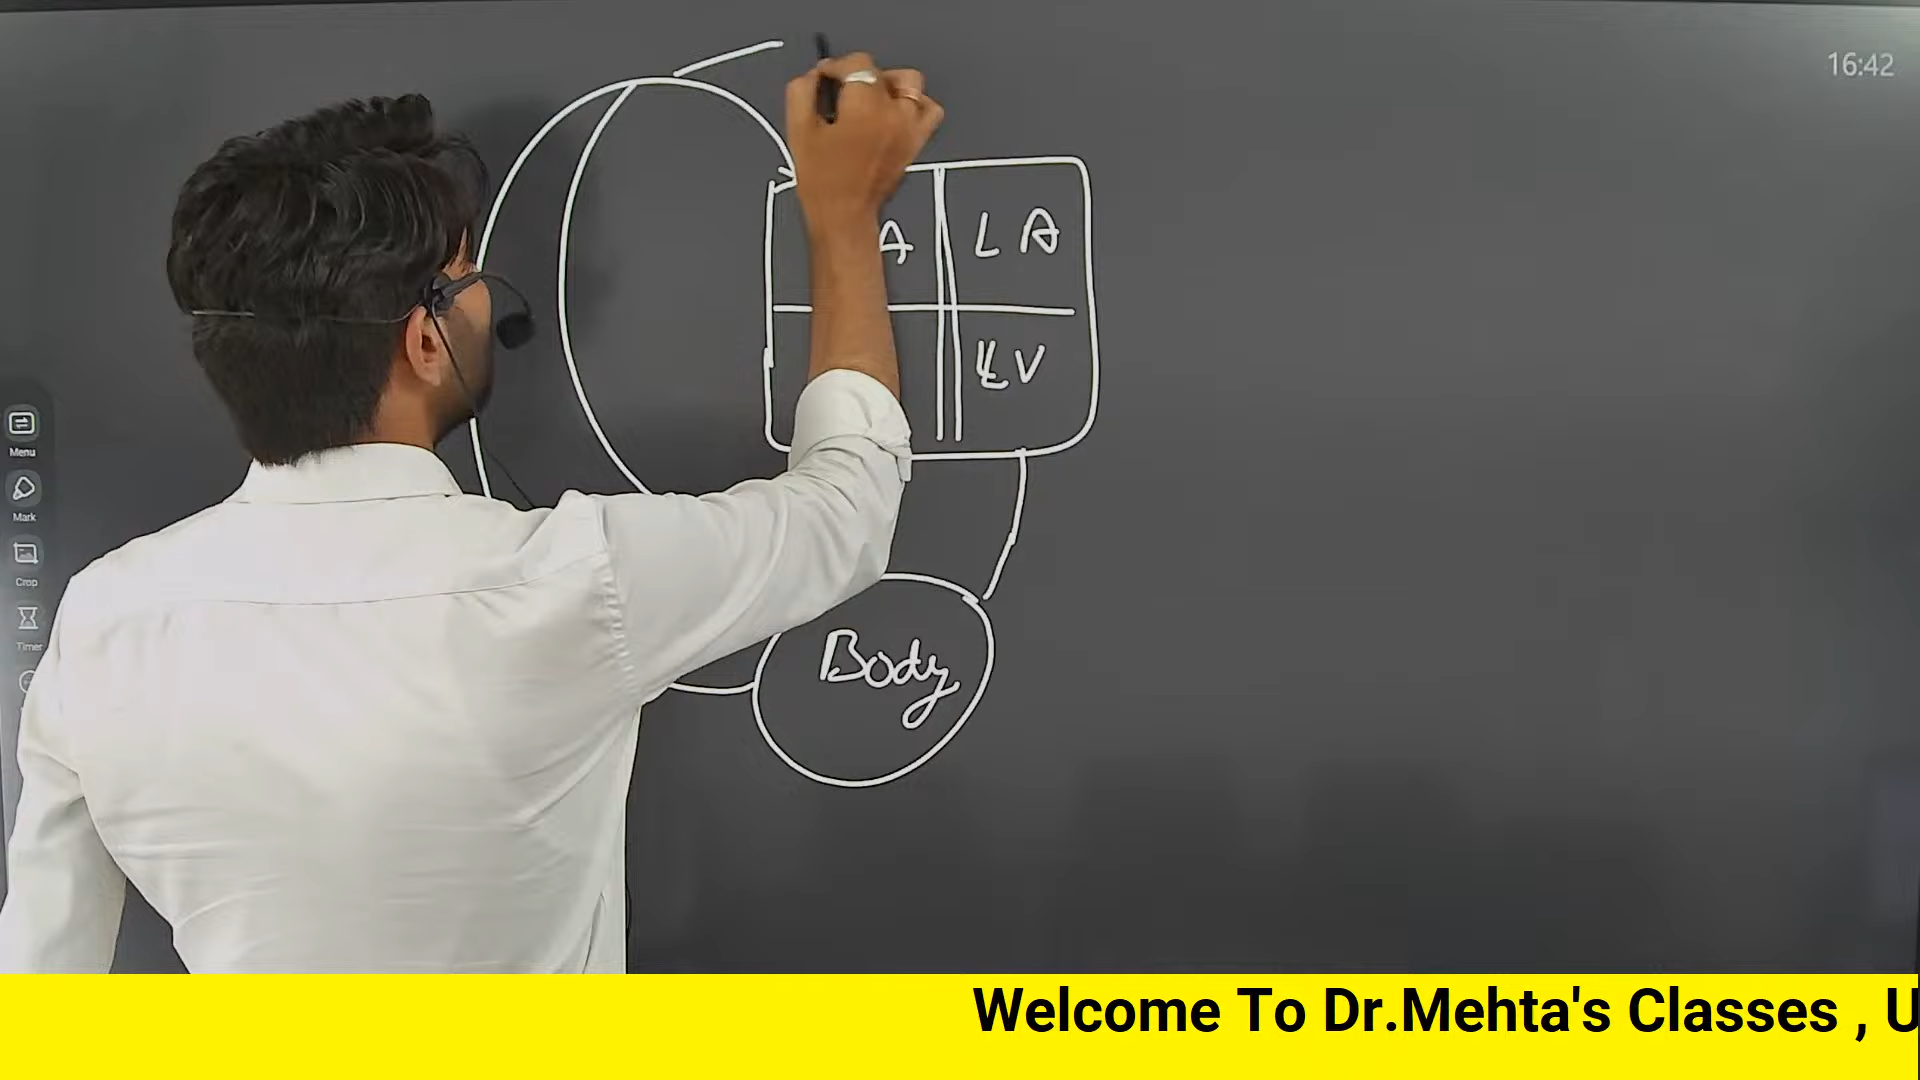 16:42
A
L A
LV
Body
Menu
Mark
Crop
Timer
Welcome To Dr.Mehta's Classes , U